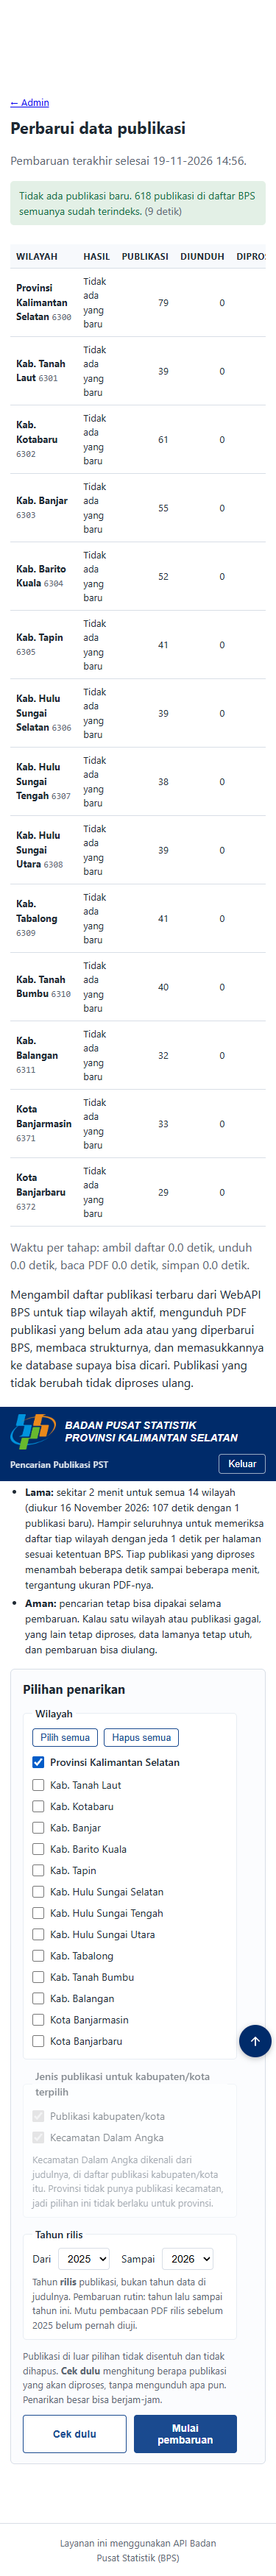 ← Admin
Perbarui data publikasi
Pembaruan terakhir selesai 19-11-2026 14:56.
Tidak ada publikasi baru. 618 publikasi di daftar BPS
semuanya sudah terindeks. (9 detik)
WILAYAH HASIL PUBLIKASI DIUNDUH
Provinsi Kalimantan Selatan 6300 Tidak ada yang baru 79 0
Kab. Tanah Laut 6301 Tidak ada yang baru 39 0
Kab. Kotabaru 6302 Tidak ada yang baru 61 0
Kab. Banjar 6303 Tidak ada yang baru 55 0
Kab. Barito Kuala 6304 Tidak ada yang baru 52 0
Kab. Tapin 6305 Tidak ada yang baru 41 0
Kab. Hulu Sungai Selatan 6306 Tidak ada yang baru 39 0
Kab. Hulu Sungai Tengah 6307 Tidak ada yang baru 38 0
Kab. Hulu Sungai Utara 6308 Tidak ada yang baru 39 0
Kab. Tabalong 6309 Tidak ada yang baru 41 0
Kab. Tanah Bumbu 6310 Tidak ada yang baru 40 0
Kab. Balangan 6311 Tidak ada yang baru 32 0
Kota Banjarmasin 6371 Tidak ada yang baru 33 0
Kota Banjarbaru 6372 Tidak ada yang baru 29 0
Waktu per tahap: ambil daftar 0.0 detik, unduh
0.0 detik, baca PDF 0.0 detik, simpan 0.0 detik.
Mengambil daftar publikasi terbaru dari WebAPI
BPS untuk tiap wilayah aktif, mengunduh PDF
publikasi yang belum ada atau yang diperbarui
BPS, membaca strukturnya, dan memasukkannya
ke database supaya bisa dicari. Publikasi yang
tidak berubah tidak diproses ulang.
BADAN PUSAT STATISTIK
PROVINSI KALIMANTAN SELATAN
Pencarian Publikasi PST Keluar
• Lama: sekitar 2 menit untuk semua 14 wilayah
(diukur 16 November 2026: 107 detik dengan 1
publikasi baru). Hampir seluruhnya untuk memeriksa
daftar tiap wilayah dengan jeda 1 detik per halaman
sesuai ketentuan BPS. Tiap publikasi yang diproses
menambah beberapa detik sampai beberapa menit,
tergantung ukuran PDF-nya.
• Aman: pencarian tetap bisa dipakai selama
pembaruan. Kalau satu wilayah atau publikasi gagal,
yang lain tetap diproses, data lamanya tetap utuh,
dan pembaruan bisa diulang.
Pilihan penarikan
Wilayah
Pilih semua Hapus semua
Provinsi Kalimantan Selatan
Kab. Tanah Laut
Kab. Kotabaru
Kab. Banjar
Kab. Barito Kuala
Kab. Tapin
Kab. Hulu Sungai Selatan
Kab. Hulu Sungai Tengah
Kab. Hulu Sungai Utara
Kab. Tabalong
Kab. Tanah Bumbu
Kab. Balangan
Kota Banjarmasin
Kota Banjarbaru
Jenis publikasi untuk kabupaten/kota
terpilih
Publikasi kabupaten/kota
Kecamatan Dalam Angka
Kecamatan Dalam Angka dikenali dari
judulnya, di daftar publikasi kabupaten/kota
itu. Provinsi tidak punya publikasi kecamatan,
jadi pilihan ini tidak berlaku untuk provinsi.
Tahun rilis
Dari 2025 Sampai 2026
Tahun rilis publikasi, bukan tahun data di
judulnya. Pembaruan rutin: tahun lalu sampai
tahun ini. Mutu pembacaan PDF rilis sebelum
2025 belum pernah diuji.
Publikasi di luar pilihan tidak disentuh dan tidak
dihapus. Cek dulu menghitung berapa publikasi
yang akan diproses, tanpa mengunduh apa pun.
Penarikan besar bisa berjam-jam.
Cek dulu Mulai pembaruan
Layanan ini menggunakan API Badan
Pusat Statistik (BPS)